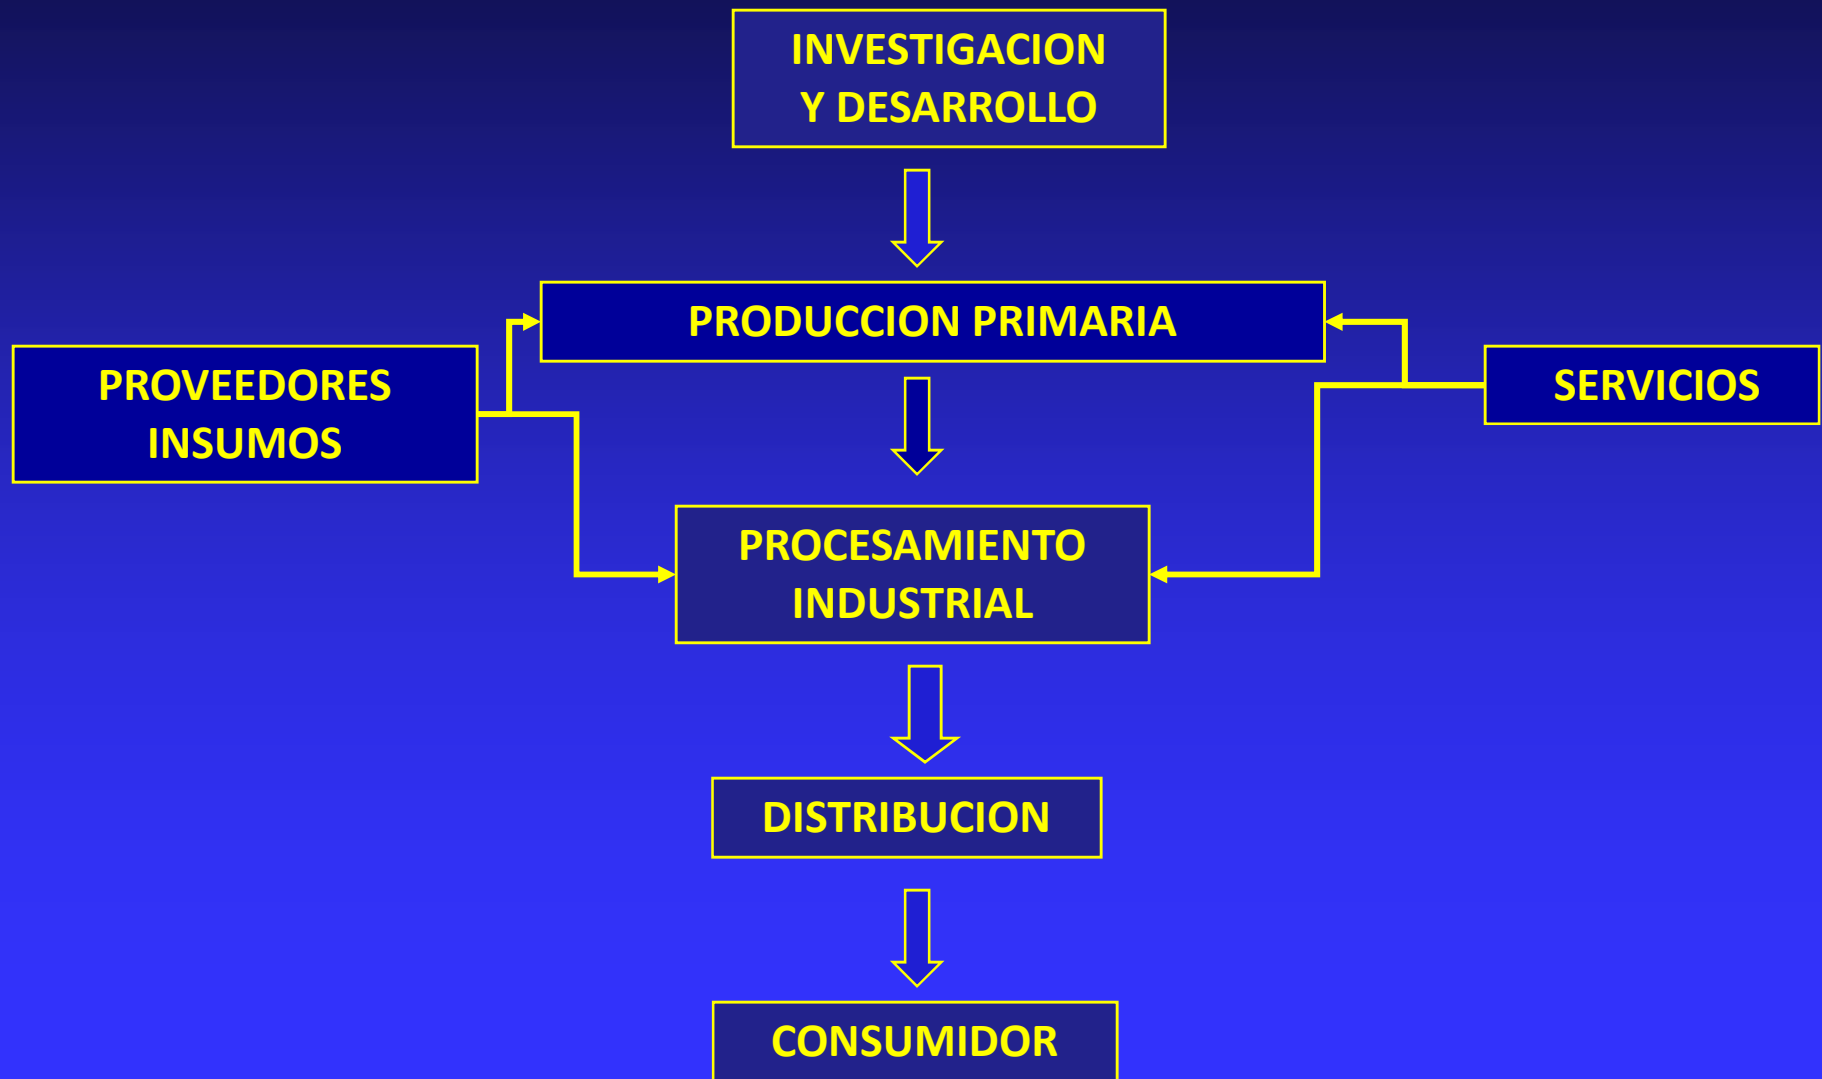 INVESTIGACION
Y DESARROLLO
PRODUCCION PRIMARIA
PROVEEDORES
INSUMOS
SERVICIOS
PROCESAMIENTO
INDUSTRIAL
DISTRIBUCION
CONSUMIDOR